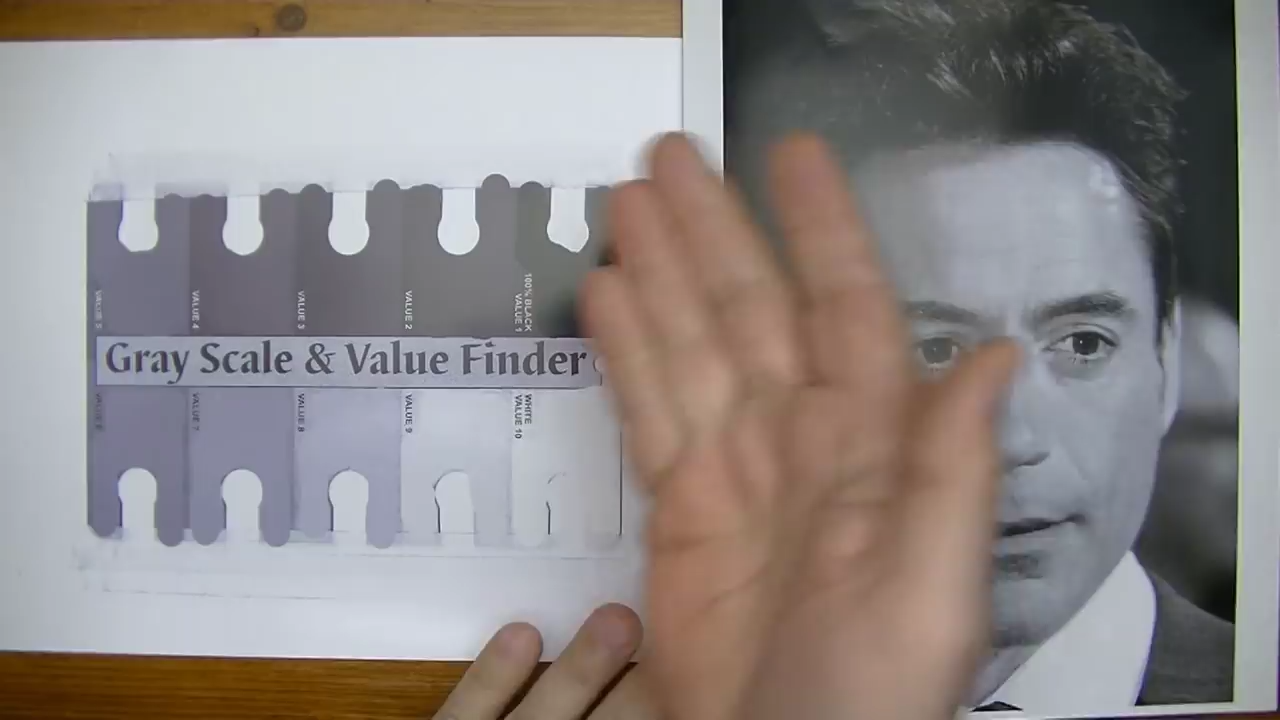 VALUE 5
VALUE 4
VALUE 3
VALUE 2
100% BLACK
VALUE 1
Gray Scale & Value Finder
VALUE 6
VALUE 7
VALUE 8
VALUE 9
WHITE
VALUE 10